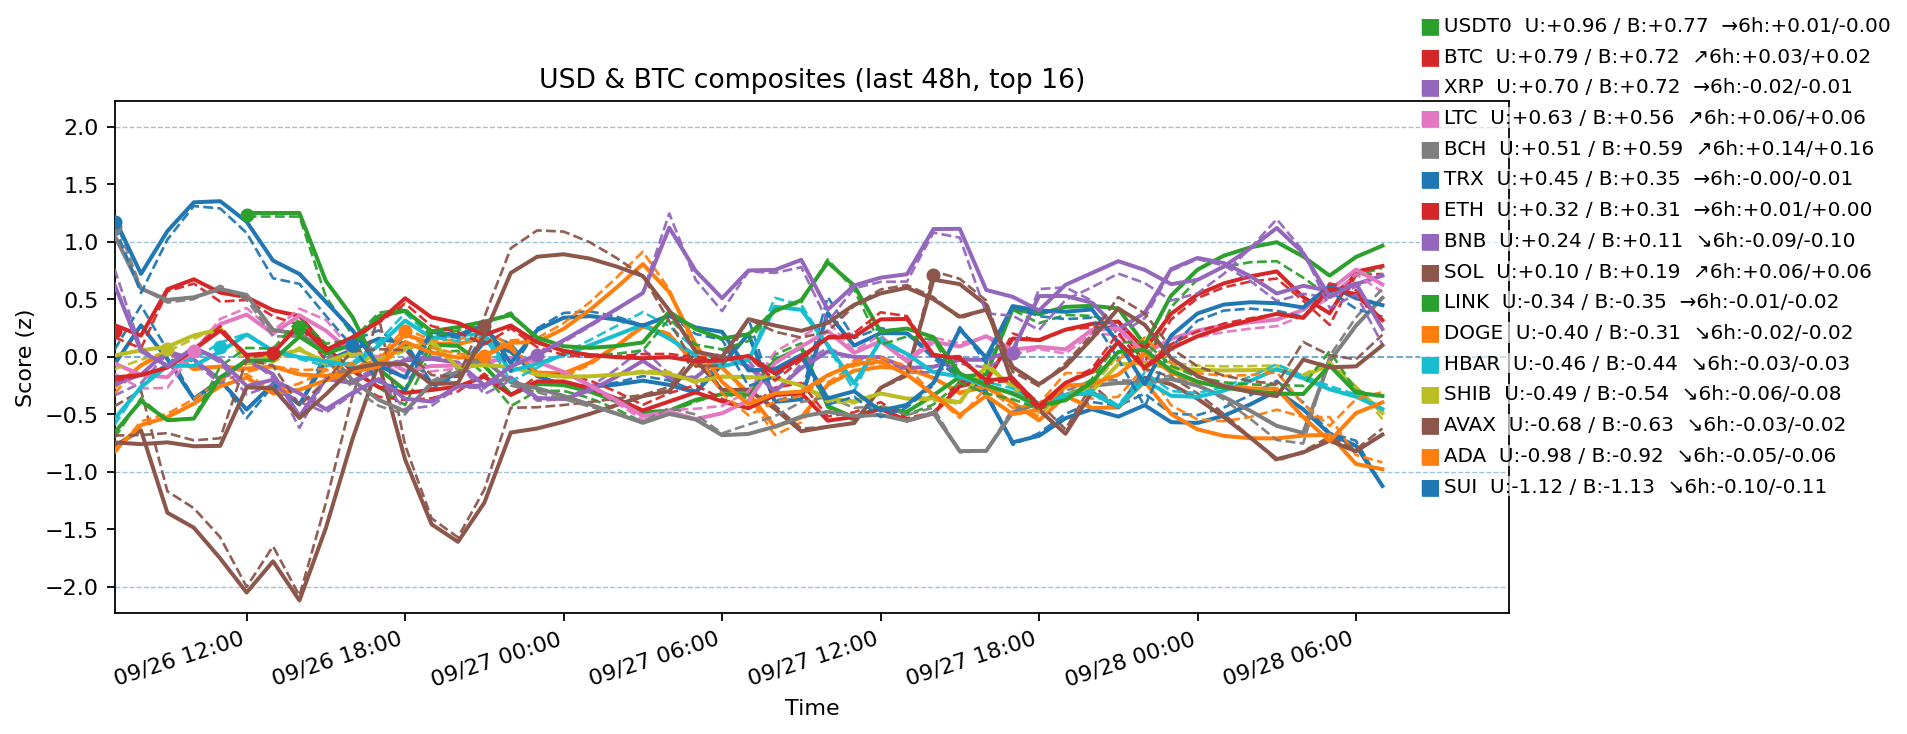 USD & BTC composites (last 48h, top 16)
USDT0 U:+0.96 / B:+0.77 →6h:+0.01/-0.00
BTC U:+0.79 / B:+0.72 ↗6h:+0.03/+0.02
XRP U:+0.70 / B:+0.72 →6h:-0.02/-0.01
LTC U:+0.63 / B:+0.56 ↗6h:+0.06/+0.06
BCH U:+0.51 / B:+0.59 ↗6h:+0.14/+0.16
TRX U:+0.45 / B:+0.35 →6h:-0.00/-0.01
ETH U:+0.32 / B:+0.31 →6h:+0.01/+0.00
BNB U:+0.24 / B:+0.11 ↘6h:-0.09/-0.10
SOL U:+0.10 / B:+0.19 ↗6h:+0.06/+0.06
LINK U:-0.34 / B:-0.35 →6h:-0.01/-0.02
DOGE U:-0.40 / B:-0.31 ↘6h:-0.02/-0.02
HBAR U:-0.46 / B:-0.44 ↘6h:-0.03/-0.03
SHIB U:-0.49 / B:-0.54 ↘6h:-0.06/-0.08
AVAX U:-0.68 / B:-0.63 ↘6h:-0.03/-0.02
ADA U:-0.98 / B:-0.92 ↘6h:-0.05/-0.06
SUI U:-1.12 / B:-1.13 ↘6h:-0.10/-0.11
Score (z)
2.0
1.5
1.0
0.5
0.0
−0.5
−1.0
−1.5
−2.0
09/26 12:00
09/26 18:00
09/27 00:00
09/27 06:00
09/27 12:00
09/27 18:00
09/28 00:00
09/28 06:00
Time